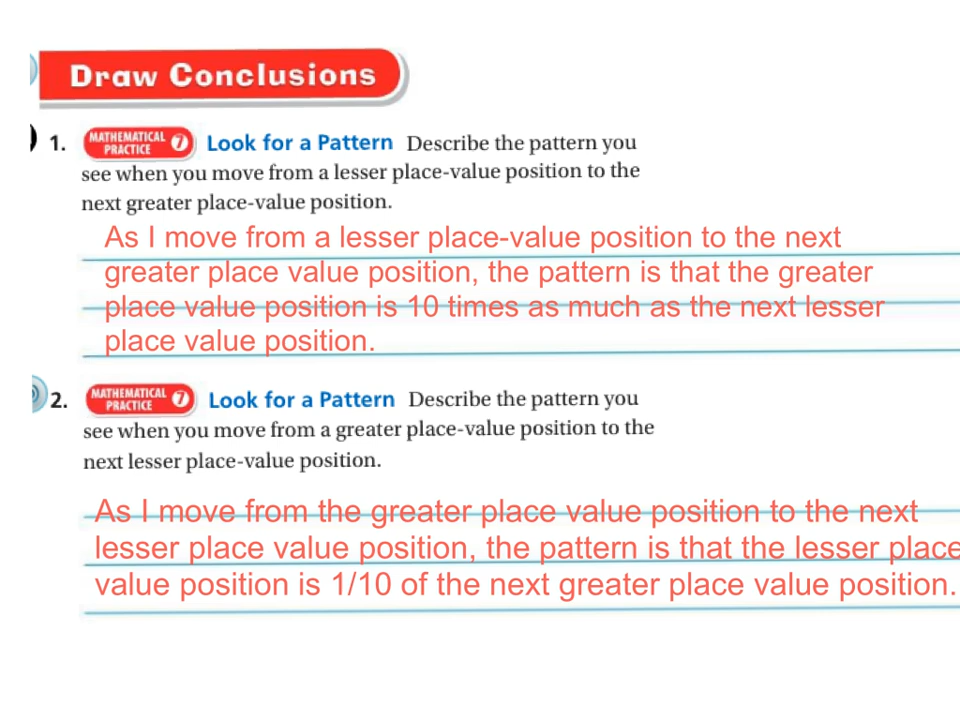 Draw Conclusions
1. MATHEMATICAL PRACTICE 7 Look for a Pattern Describe the pattern you
see when you move from a lesser place-value position to the
next greater place-value position.
As I move from a lesser place-value position to the next
greater place value position, the pattern is that the greater
place value position is 10 times as much as the next lesser
place value position.
2. MATHEMATICAL PRACTICE 7 Look for a Pattern Describe the pattern you
see when you move from a greater place-value position to the
next lesser place-value position.
As I move from the greater place value position to the next
lesser place value position, the pattern is that the lesser place
value position is 1/10 of the next greater place value position.